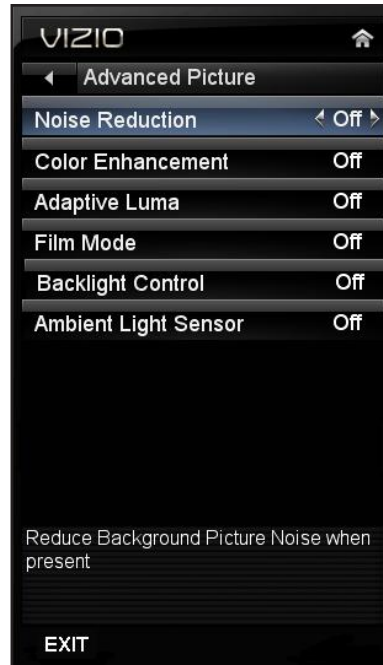 VIZIO
Advanced Picture
Noise Reduction Off
Color Enhancement Off
Adaptive Luma Off
Film Mode Off
Backlight Control Off
Ambient Light Sensor Off
Reduce Background Picture Noise when
present
EXIT